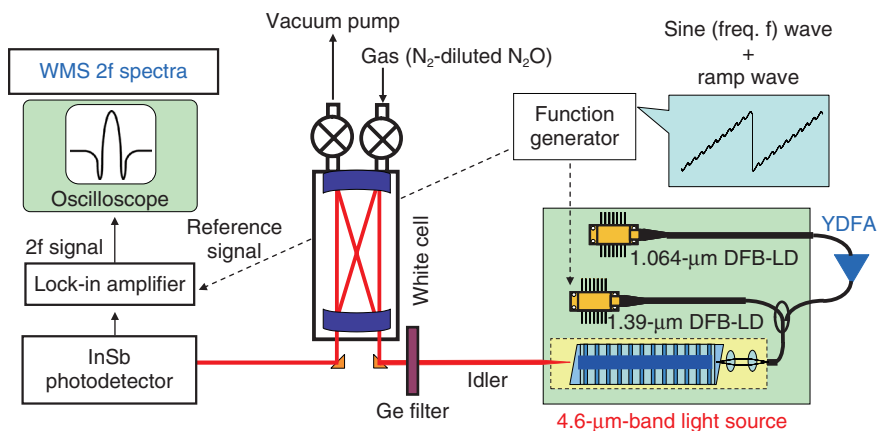 Vacuum pump
Gas (N₂-diluted N₂O)
Sine (freq. f) wave
+
ramp wave
WMS 2f spectra
Function
generator
Oscilloscope
Reference
signal
2f signal
White cell
YDFA
1.064-μm DFB-LD
Lock-in amplifier
1.39-μm DFB-LD
InSb
photodetector
Idler
Ge filter
4.6-μm-band light source